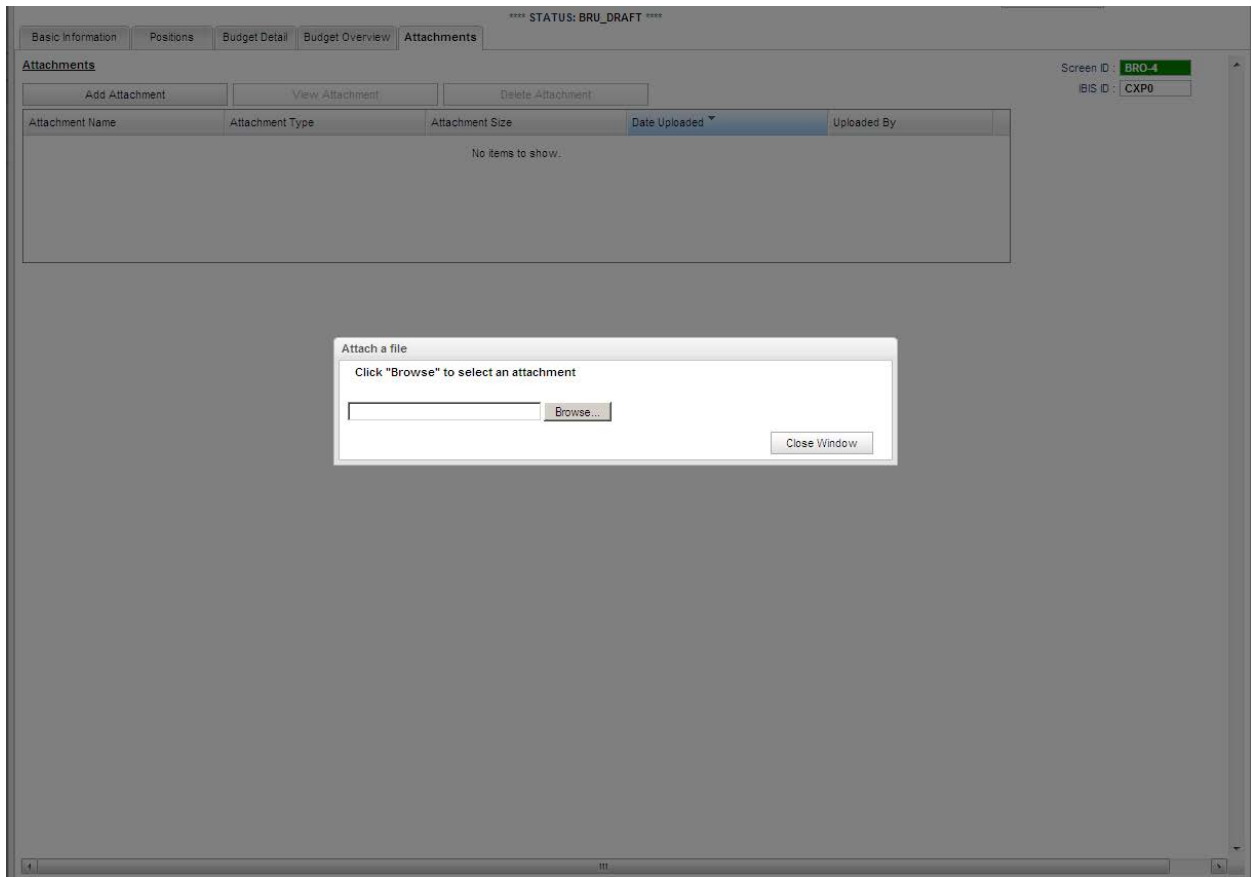 **** STATUS: BRU_DRAFT ****
Basic Information Positions Budget Detail Budget Overview Attachments
Attachments
Screen ID : BRO-4
IBIS ID : CXP0
Add Attachment View Attachment Delete Attachment
Attachment Name Attachment Type Attachment Size Date Uploaded Uploaded By
No items to show.
Attach a file
Click "Browse" to select an attachment
Browse...
Close Window